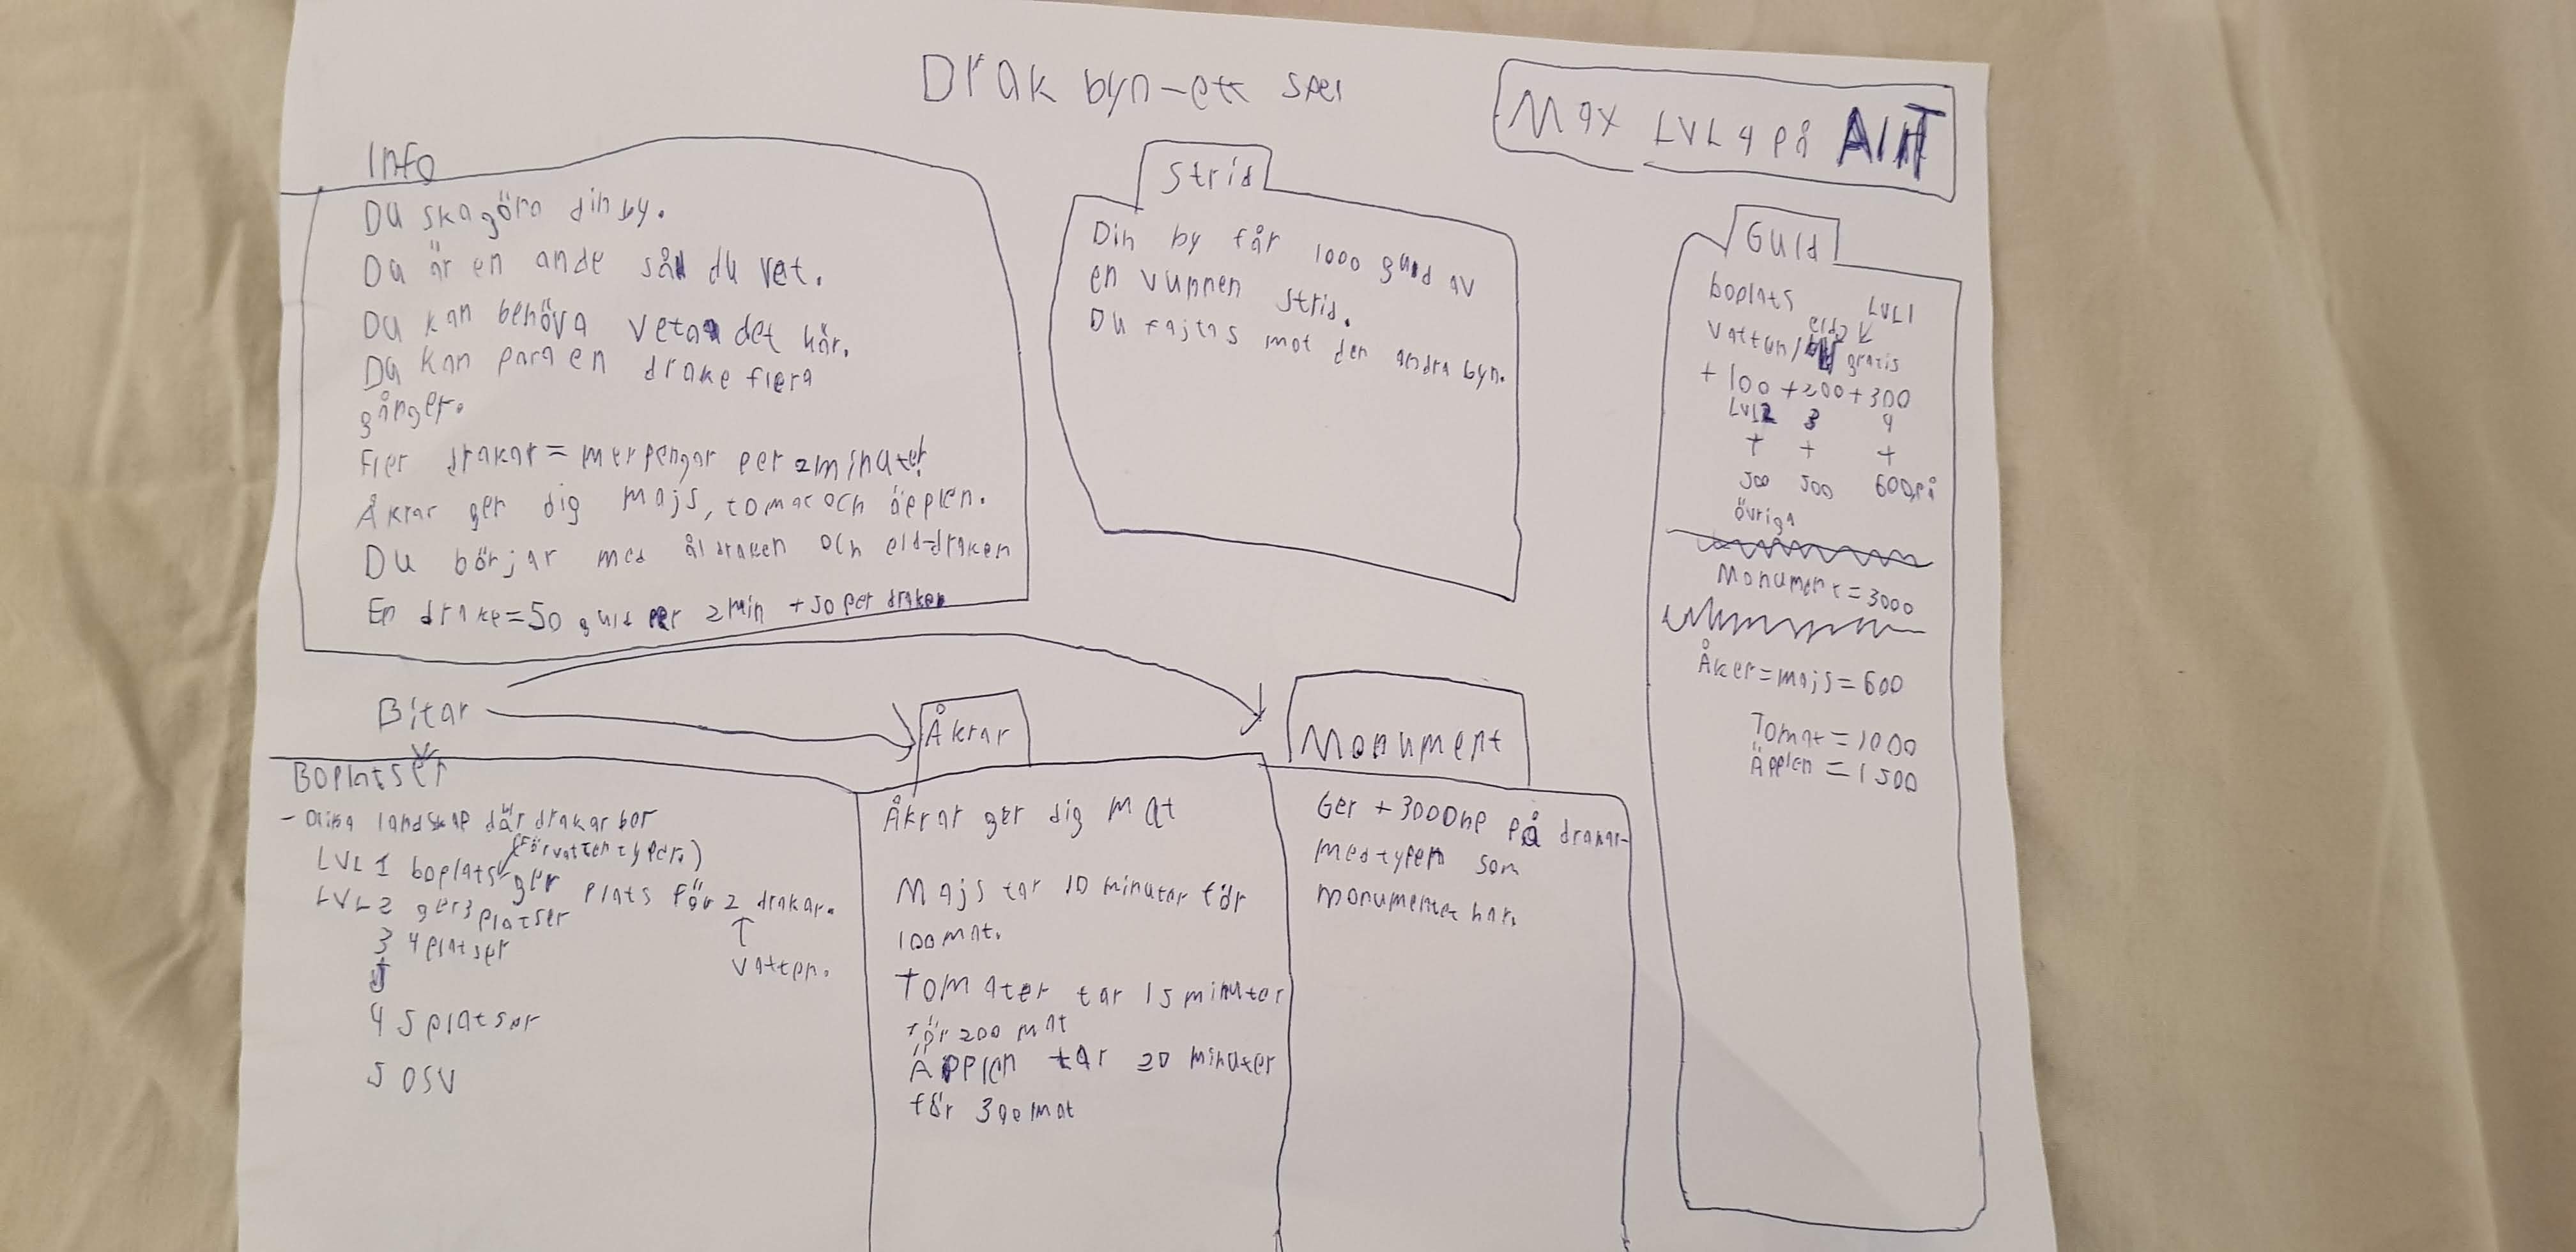 Drak byn-ett spel
Max LVL 4 på Allt
Info
Du ska göra din by.
Du är en ande så du vet.
Du kan behöva veta det här.
Du kan para en drake flera
gånger.
Fler drakar = mer pengar per 2 minuter!
Åkrar ger dig majs, tomat och äpplen.
Du börjar med åldraken och eld-draken
En drake=50 guld per 2 min +50 per draken
Strid
Din by får 1000 guld av
en vunnen strid.
Du fajtas mot den andra byn.
Guld
boplats LVL1
Vatten/eld gratis
+100 +200 +300
LVL2 3 4
+ + +
500 500 600 på
övriga
Monument=3000
Åker=majs=600
Tomat=1000
Äpplen=1500
Bitar
Boplatser
- Olika landskap där drakar bor
(För vattentyper.)
LVL 1 boplats ger plats för 2 drakar.
LVL 2 ger 3 platser
3 4 platser
vatten.
4 5 platser
5 osv
Åkrar
Åkrar ger dig mat
Majs tar 10 minuter för
100 mat.
Tomater tar 15 minuter
för 200 mat
Äpplen tar 20 minuter
för mat
Monument
Ger +3000hp på drakar
med typen som
monumentet har.